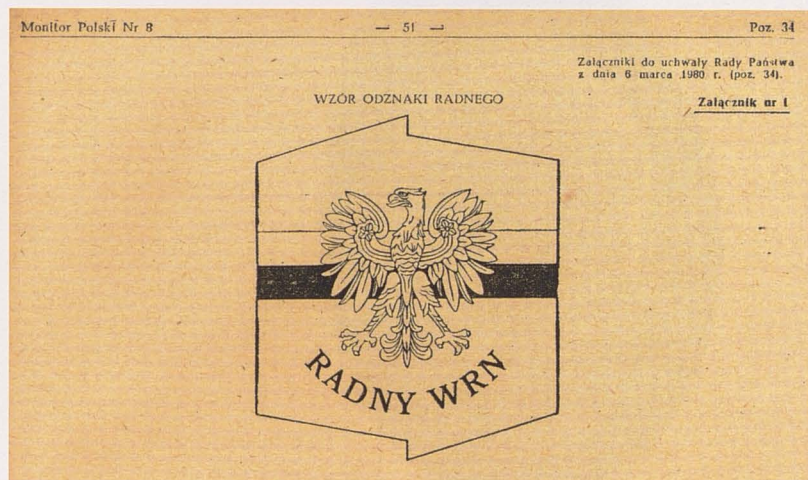 Monitor Polski Nr 8 — 51 — Poz. 34
Załączniki do uchwały Rady Państwa
z dnia 6 marca 1980 r. (poz. 34).
WZÓR ODZNAKI RADNEGO
Załącznik nr 1
RADNY WRN